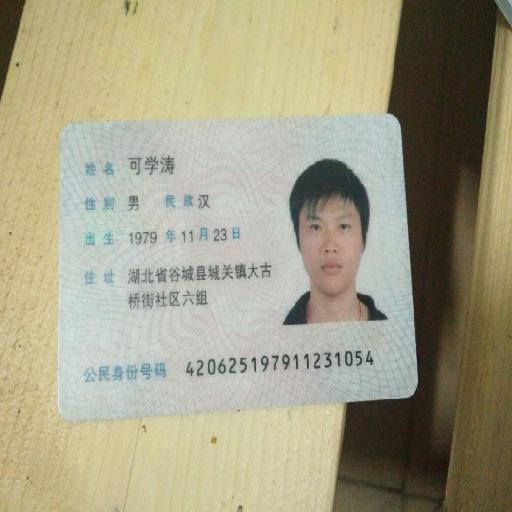 姓名 可学涛
性别 男 民族 汉
出生 1979 年 11 月 23 日
住址 湖北省谷城县城关镇大古
桥街社区六组
公民身份号码 420625197911231054